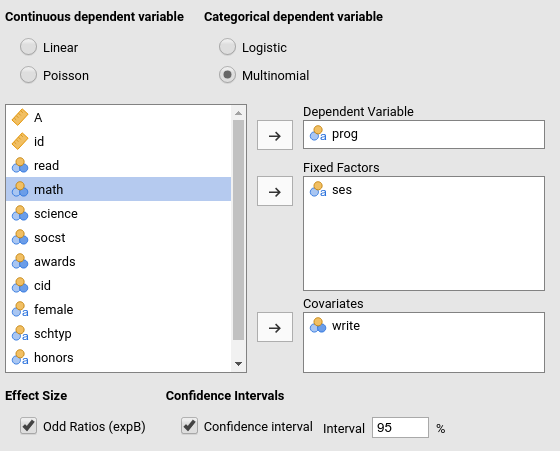 Continuous dependent variable Categorical dependent variable
Linear Logistic
Poisson Multinomial
A
id
read
math
science
socst
awards
cid
a female
a schtyp
a honors
→
Dependent Variable
a prog
→
Fixed Factors
a ses
→
Covariates
write
Effect Size Confidence Intervals
Odd Ratios (expB) Confidence interval Interval 95 %